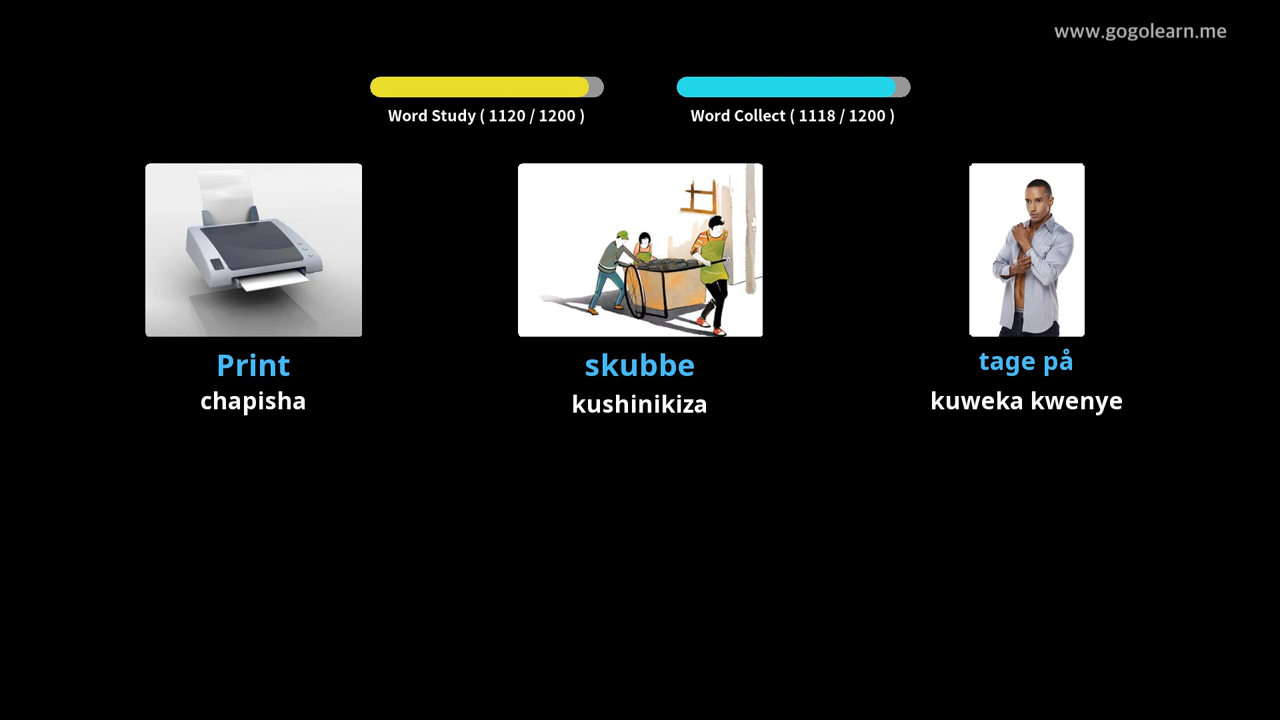 www.gogolearn.me
Word Study ( 1120 / 1200 )
Word Collect ( 1118 / 1200 )
Print
chapisha
skubbe
kushinikiza
tage på
kuweka kwenye